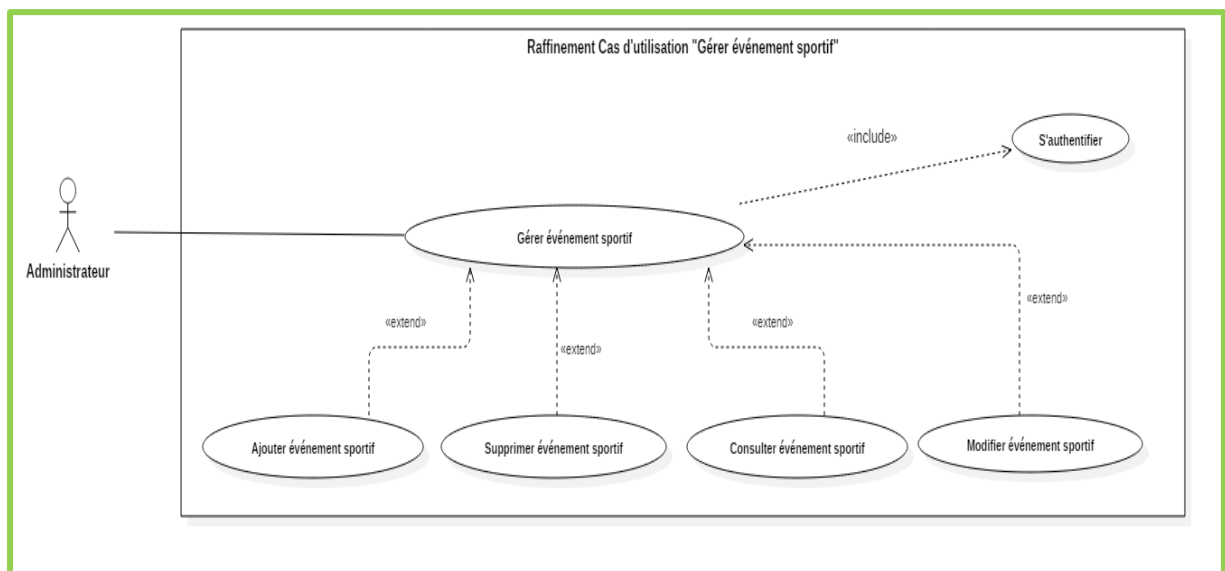 Raffinement Cas d'utilisation "Gérer événement sportif"
«include»
S'authentifier
Gérer événement sportif
Administrateur
«extend»
«extend»
«extend»
«extend»
Ajouter événement sportif
Supprimer événement sportif
Consulter événement sportif
Modifier événement sportif